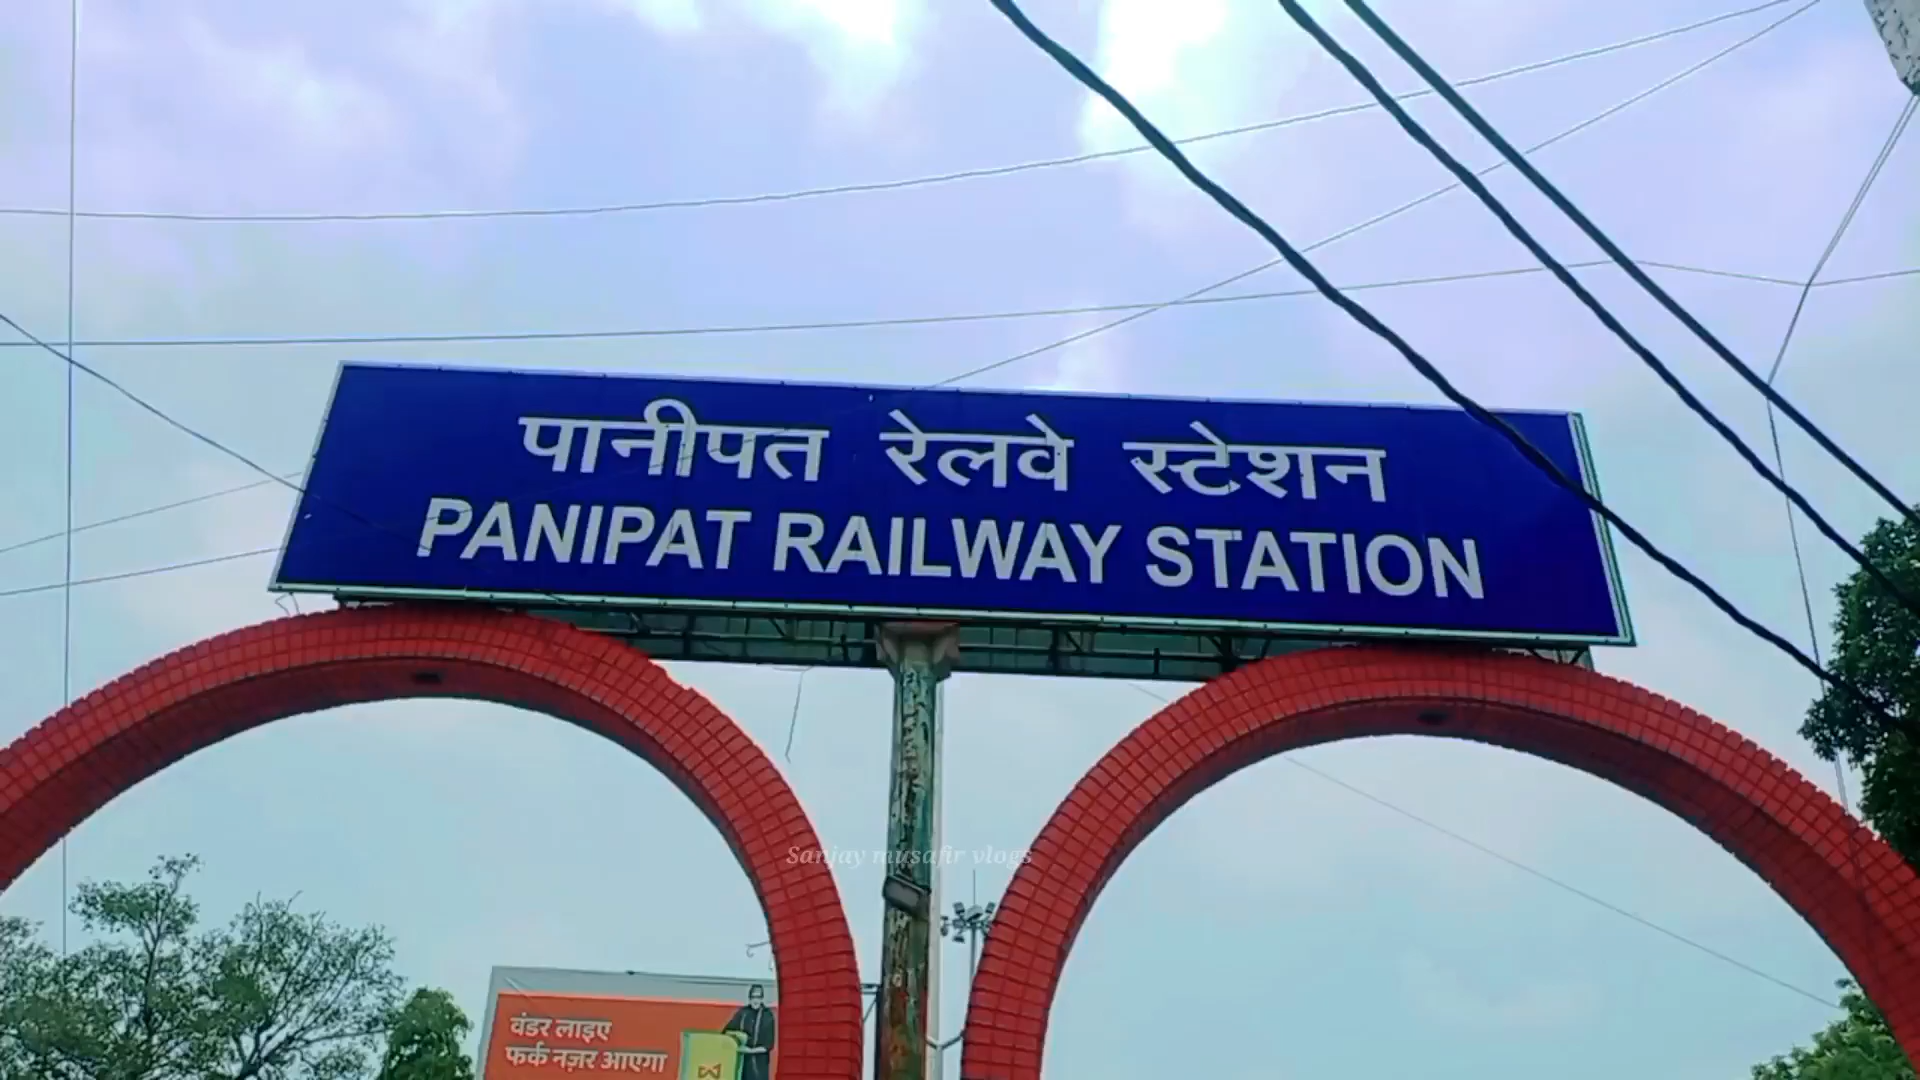 पानीपत रेलवे स्टेशन
PANIPAT RAILWAY STATION
Sanjay musafir vlogs
वंडर लाइए
फर्क नज़र आएगा